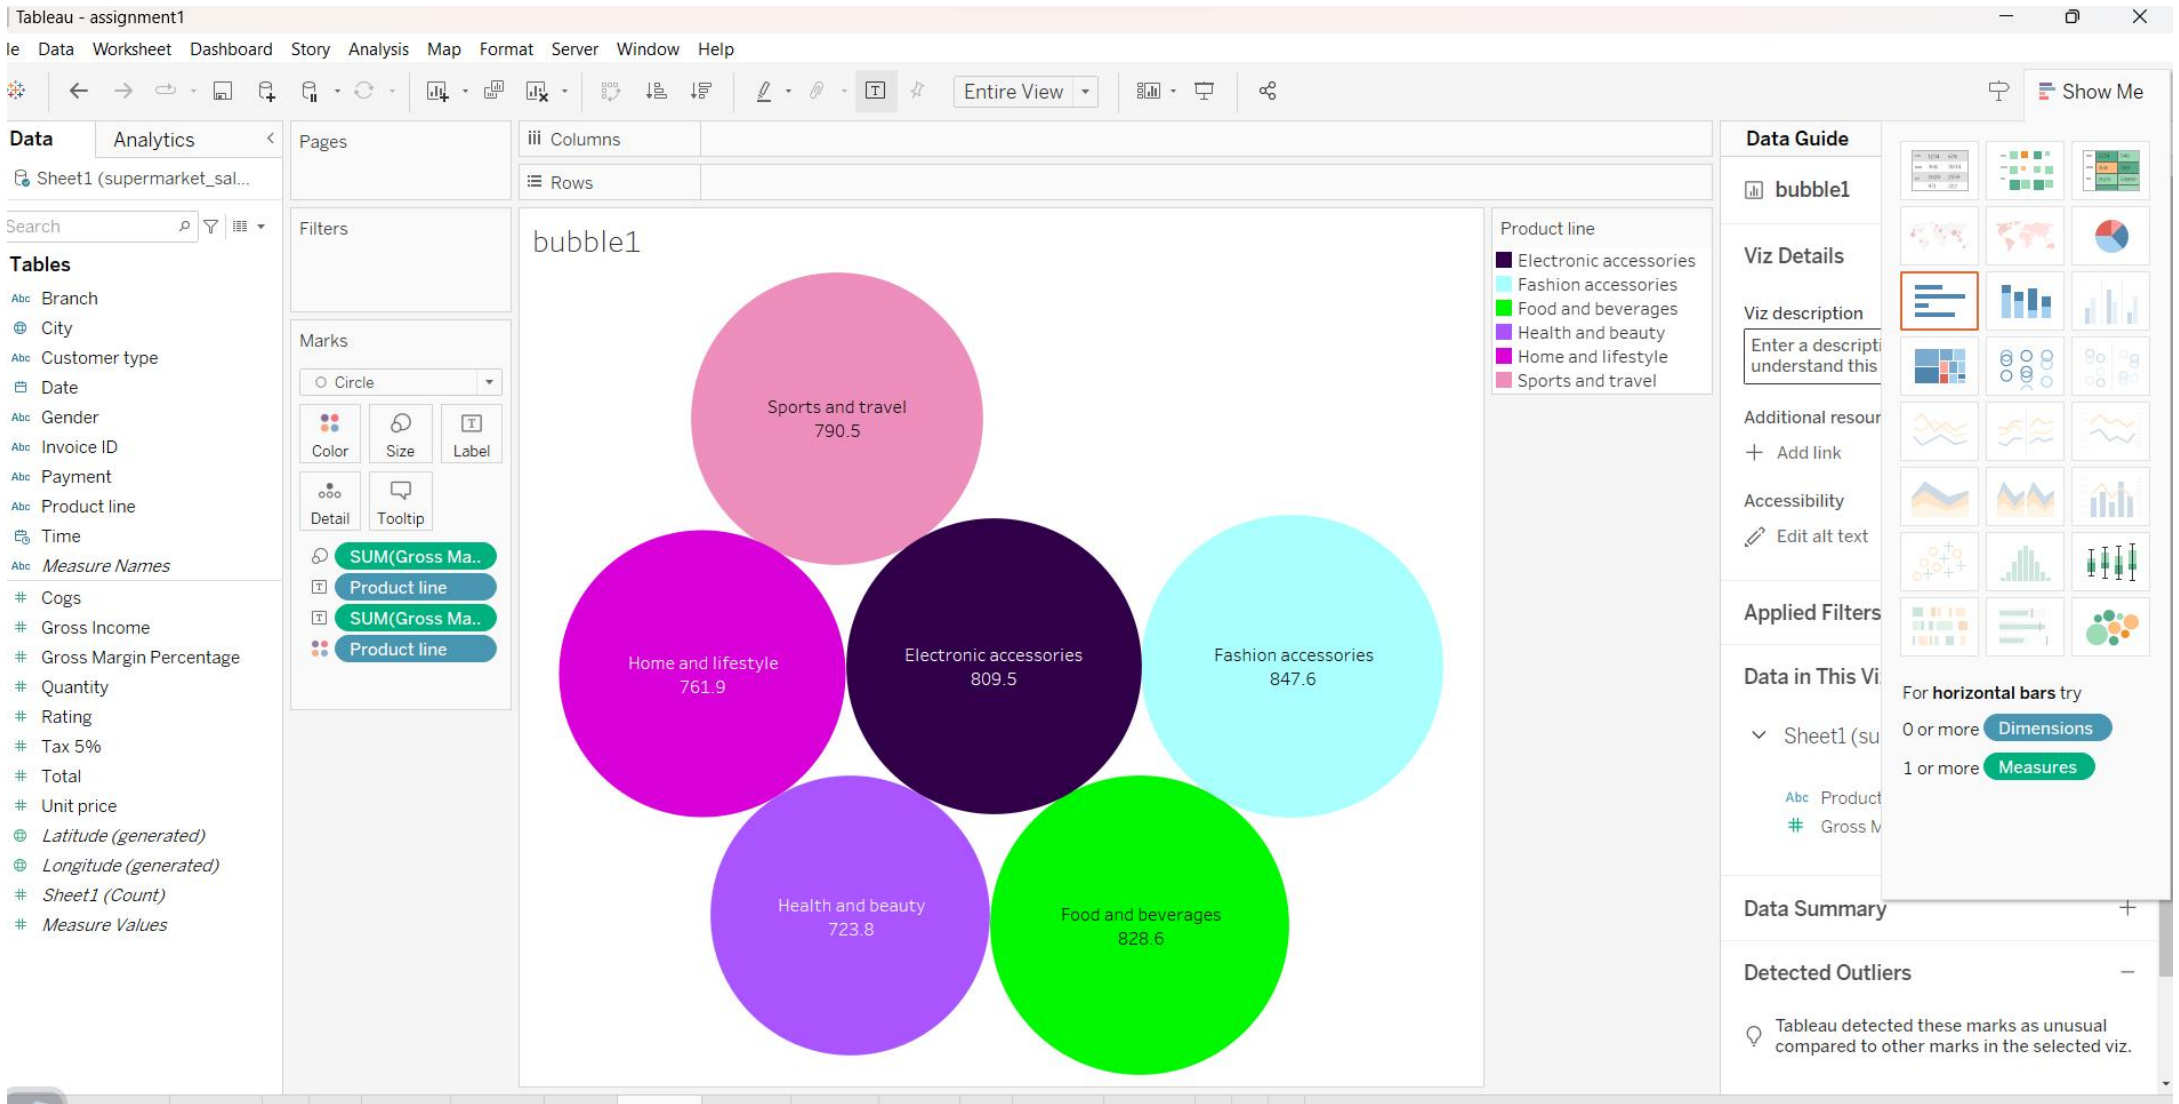 Tableau - assignment1
le Data Worksheet Dashboard Story Analysis Map Format Server Window Help
Entire View
Show Me
Data Analytics
Sheet1 (supermarket_sal...
Search
Tables
Abc Branch
City
Abc Customer type
Date
Abc Gender
Abc Invoice ID
Abc Payment
Abc Product line
Time
Abc Measure Names
# Cogs
# Gross Income
# Gross Margin Percentage
# Quantity
# Rating
# Tax 5%
# Total
# Unit price
Latitude (generated)
Longitude (generated)
# Sheet1 (Count)
# Measure Values
Pages
Filters
Marks
Circle
Color Size Label
Detail Tooltip
SUM(Gross Ma..
Product line
SUM(Gross Ma..
Product line
Columns
Rows
bubble1
Sports and travel
790.5
Home and lifestyle
761.9
Electronic accessories
809.5
Fashion accessories
847.6
Health and beauty
723.8
Food and beverages
828.6
Product line
Electronic accessories
Fashion accessories
Food and beverages
Health and beauty
Home and lifestyle
Sports and travel
Data Guide
bubble1
Viz Details
Viz description
Enter a descripti
understand this
Additional resour
Add link
Accessibility
Edit alt text
Applied Filters
Data in This Vi
Sheet1 (su
Abc Product
# Gross M
Data Summary
Detected Outliers
Tableau detected these marks as unusual
compared to other marks in the selected viz.
For horizontal bars try
0 or more Dimensions
1 or more Measures